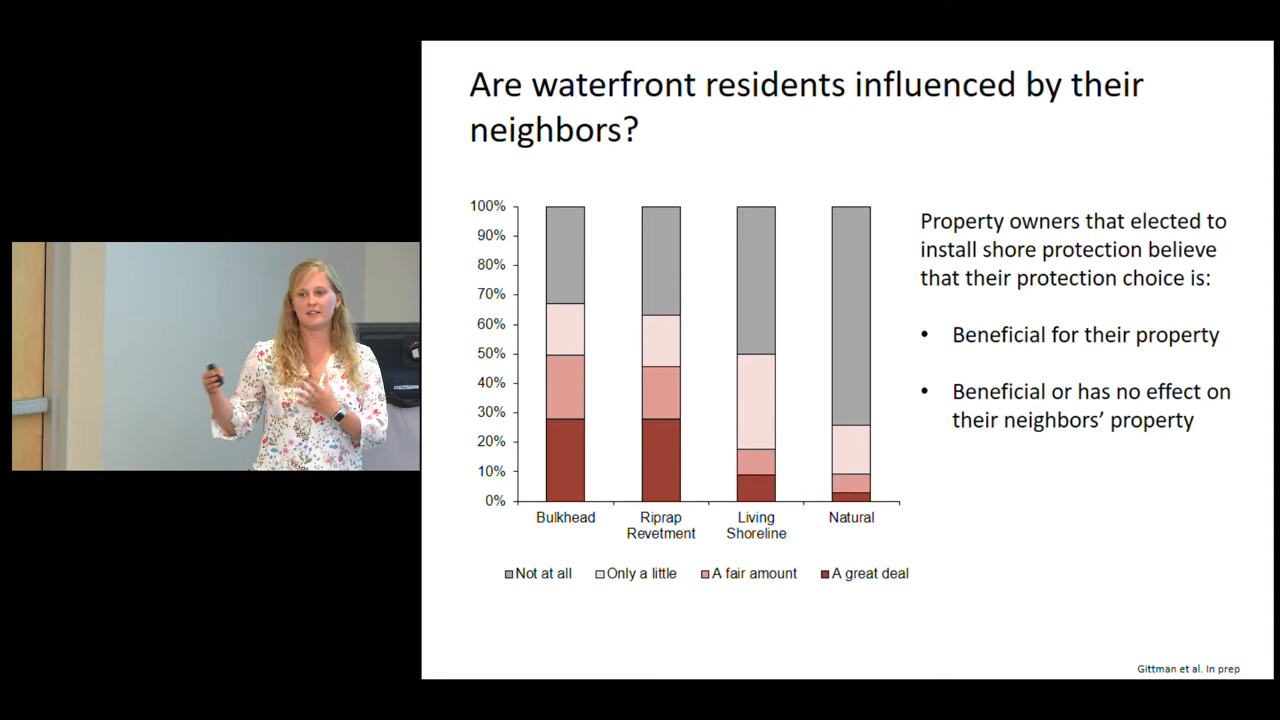 Are waterfront residents influenced by their
neighbors?
100%
90%
80%
70%
60%
50%
40%
30%
20%
10%
0%
Bulkhead
Riprap
Revetment
Living
Shoreline
Natural
Not at all
Only a little
A fair amount
A great deal
Property owners that elected to
install shore protection believe
that their protection choice is:
• Beneficial for their property
• Beneficial or has no effect on
their neighbors’ property
Gittman et al. In prep